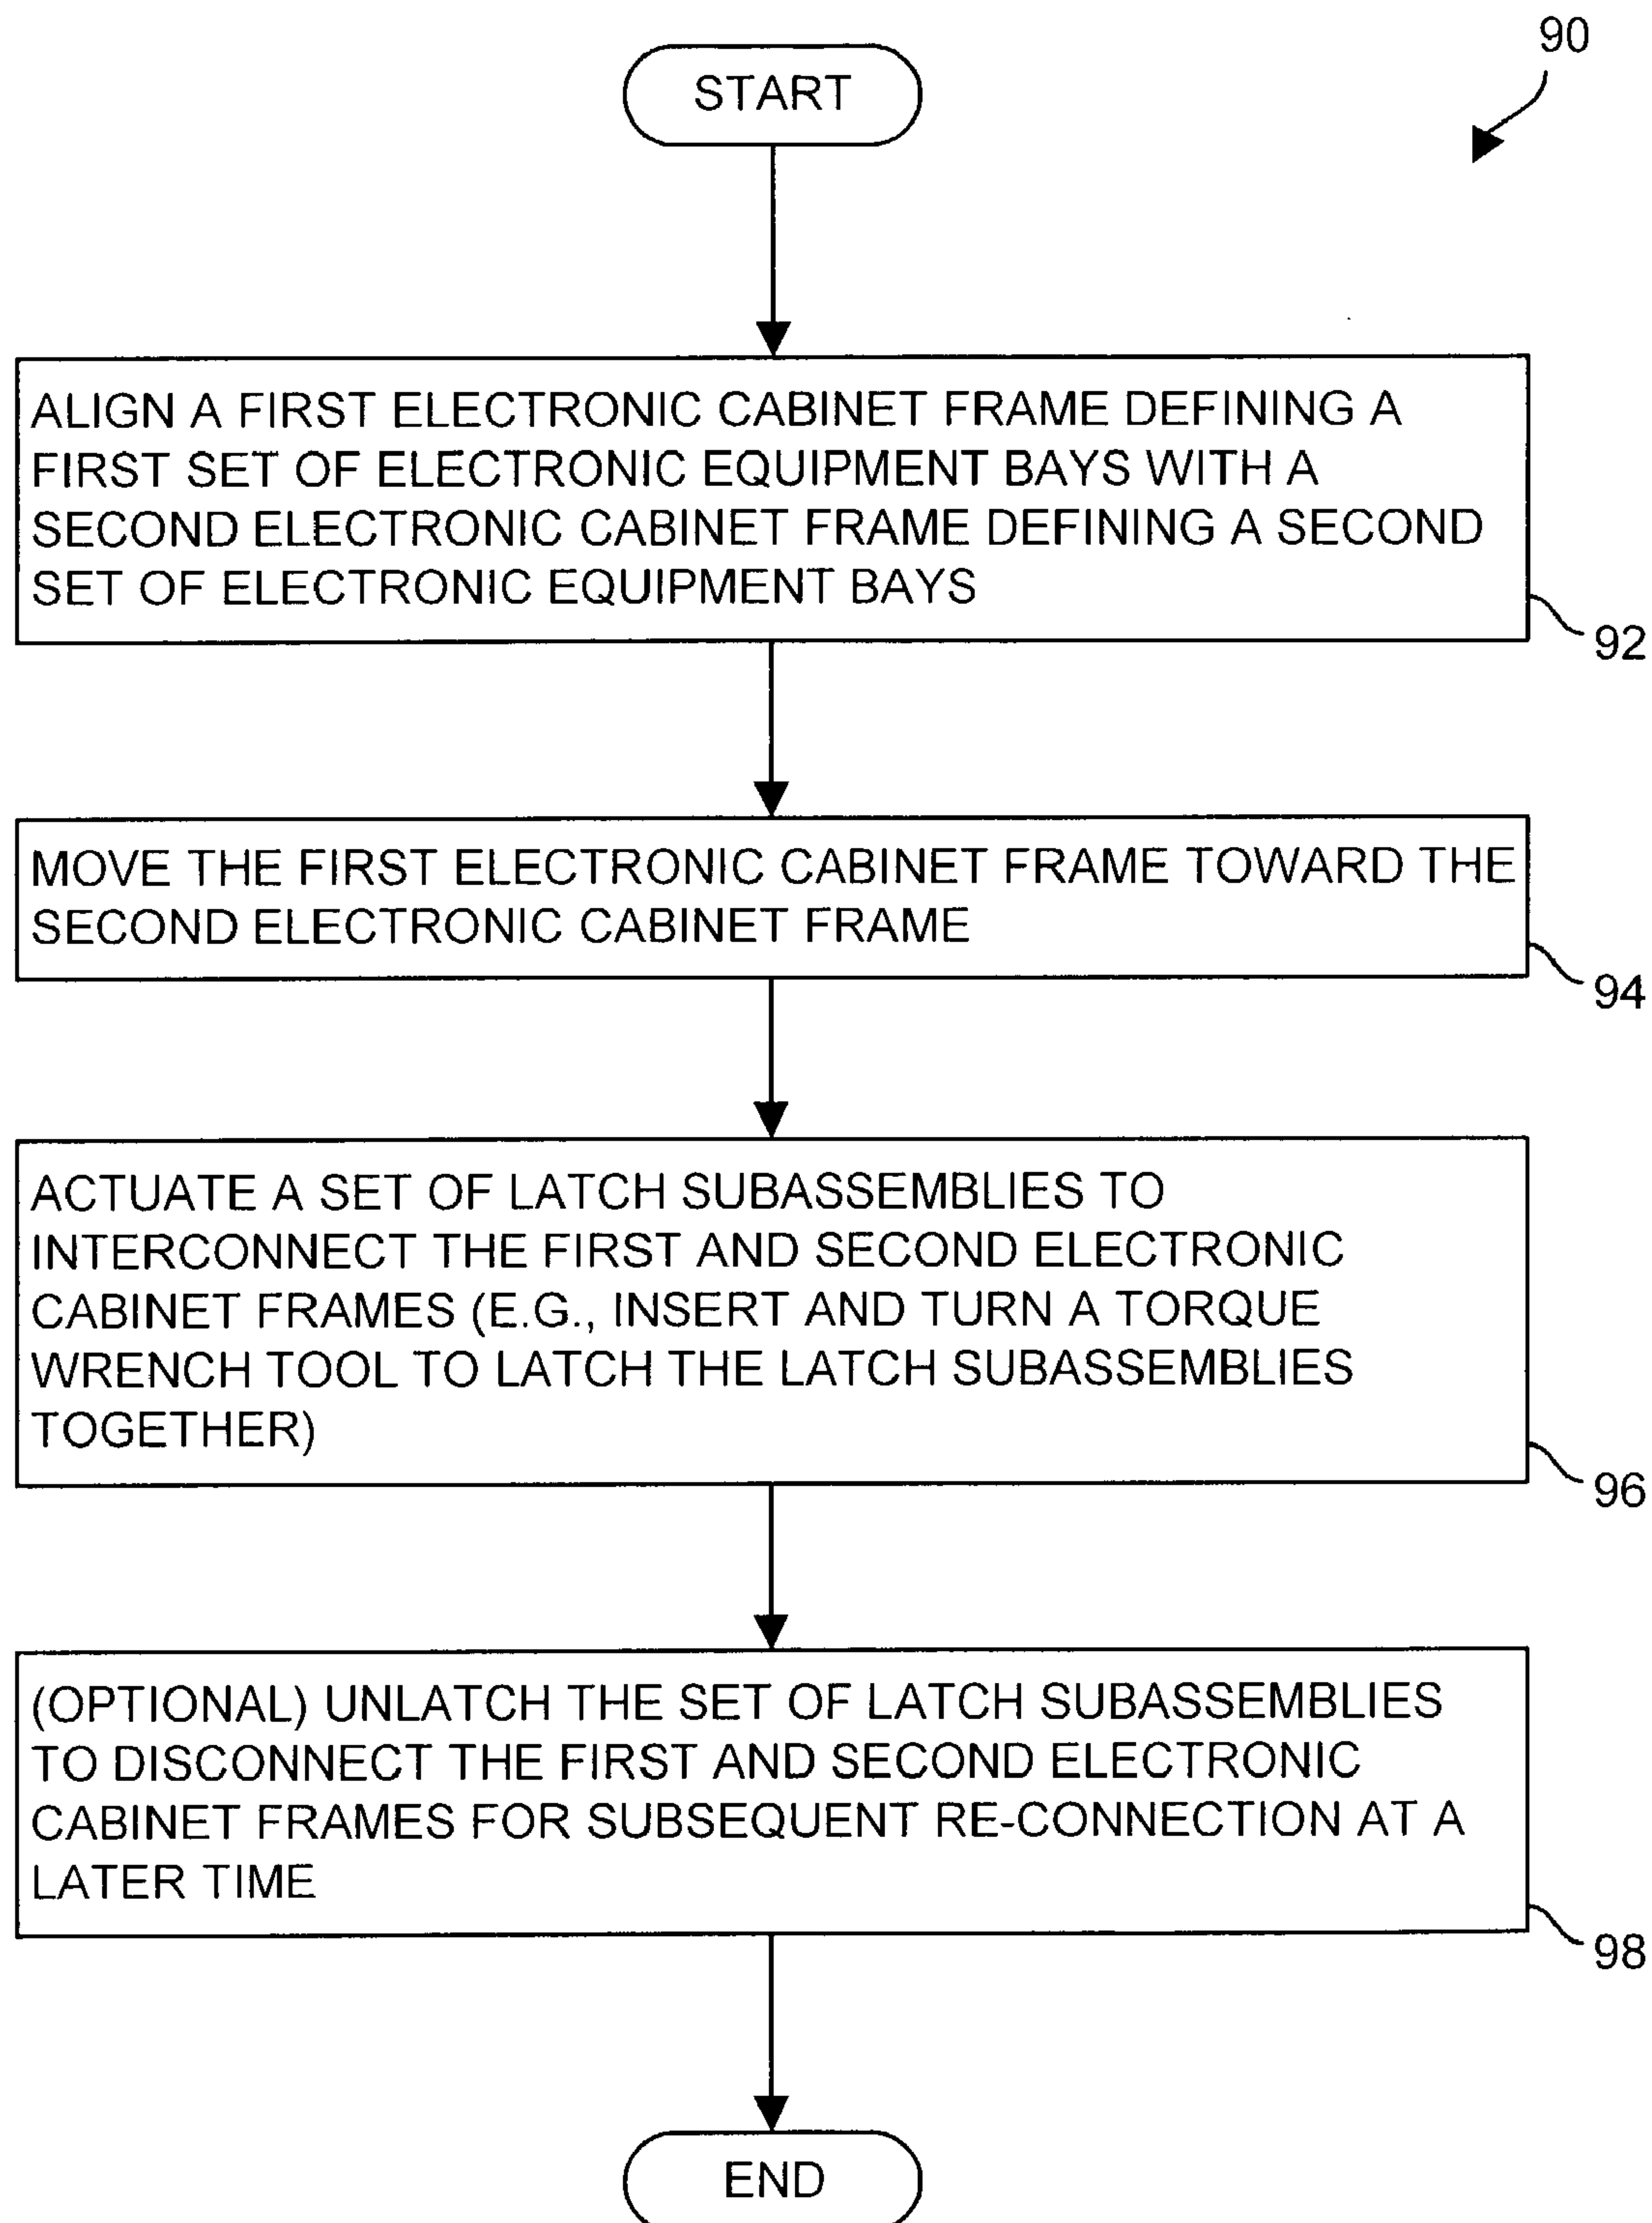 90
START
ALIGN A FIRST ELECTRONIC CABINET FRAME DEFINING A
FIRST SET OF ELECTRONIC EQUIPMENT BAYS WITH A
SECOND ELECTRONIC CABINET FRAME DEFINING A SECOND
SET OF ELECTRONIC EQUIPMENT BAYS
92
MOVE THE FIRST ELECTRONIC CABINET FRAME TOWARD THE
SECOND ELECTRONIC CABINET FRAME
94
ACTUATE A SET OF LATCH SUBASSEMBLIES TO
INTERCONNECT THE FIRST AND SECOND ELECTRONIC
CABINET FRAMES (E.G., INSERT AND TURN A TORQUE
WRENCH TOOL TO LATCH THE LATCH SUBASSEMBLIES
TOGETHER)
96
(OPTIONAL) UNLATCH THE SET OF LATCH SUBASSEMBLIES
TO DISCONNECT THE FIRST AND SECOND ELECTRONIC
CABINET FRAMES FOR SUBSEQUENT RE-CONNECTION AT A
LATER TIME
98
END